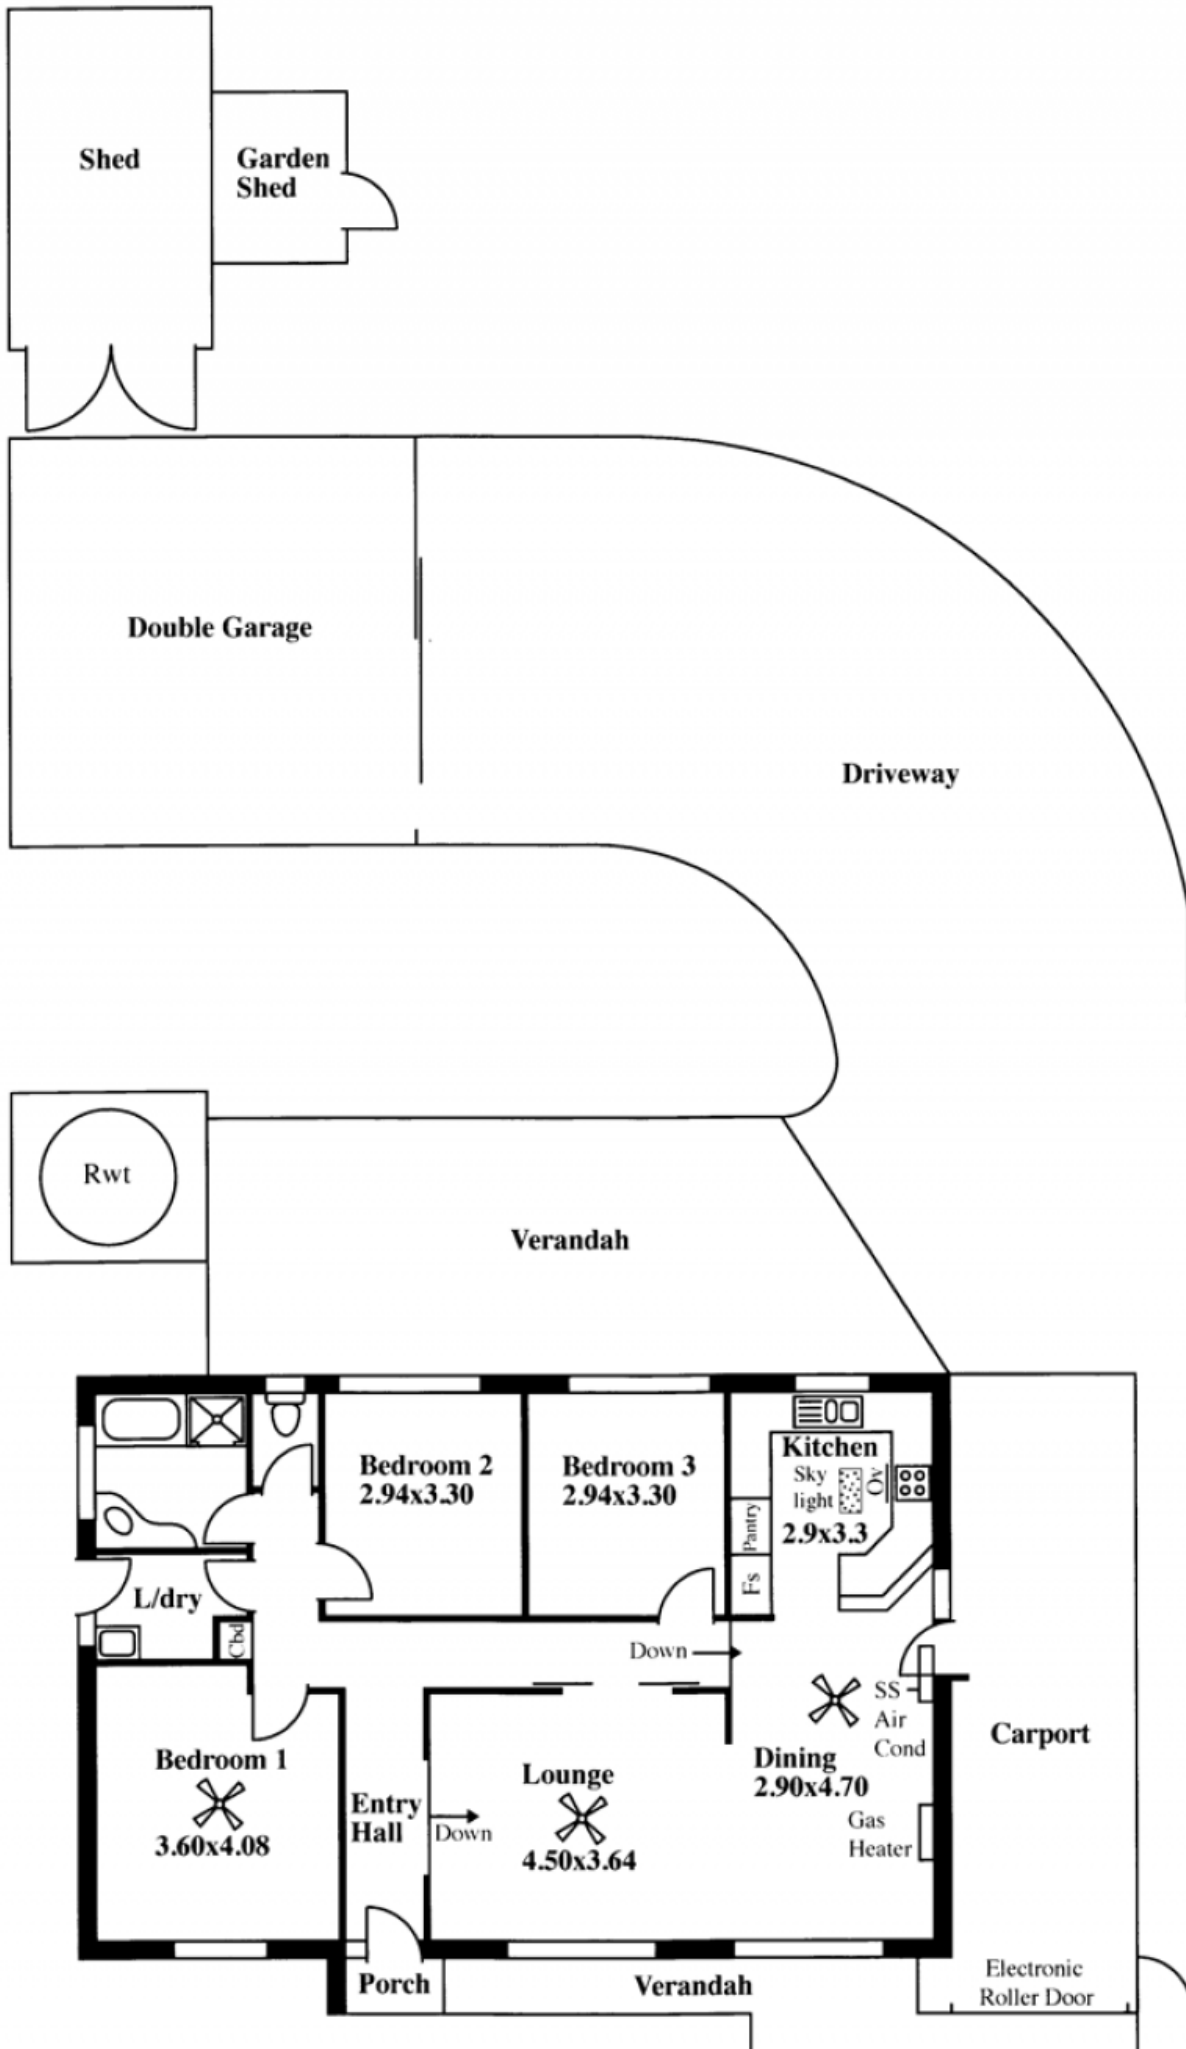 Shed
Garden
Shed
Double Garage
Driveway
Rwt
Verandah
Bedroom 2
2.94x3.30
Bedroom 3
2.94x3.30
Kitchen
Sky
light
Ov
2.9x3.3
Pantry
Fs
L/dry
Cbd
Down
SS
Air
Cond
Carport
Bedroom 1
3.60x4.08
Entry
Hall
Down
Lounge
4.50x3.64
Dining
2.90x4.70
Gas
Heater
Porch
Verandah
Electronic
Roller Door